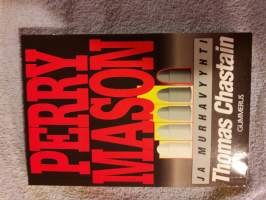 PERRY
MASON
JA MURHAVYYHTI
Thomas Chastain
GUMMERUS